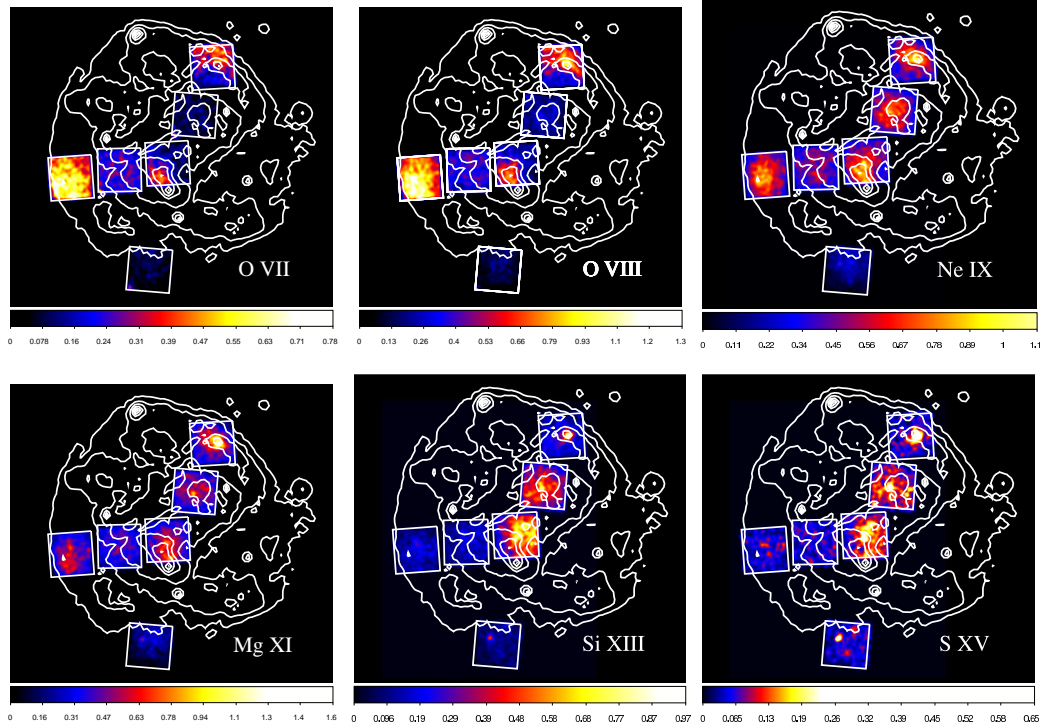 O VII
O VIII
Ne IX
0 0.078 0.16 0.24 0.31 0.39 0.47 0.55 0.63 0.7 0.78
0 0.13 0.26 0.4 0.53 0.66 0.79 0.93 1.1 1.2 1.3
0 0.11 0.22 0.34 0.45 0.56 0.67 0.78 0.89 1 1.1
Mg XI
Si XIII
S XV
0 0.16 0.31 0.47 0.63 0.78 0.94 1.1 1.3 1.4 1.6
0 0.096 0.19 0.29 0.39 0.48 0.58 0.68 0.77 0.87 0.97
0 0.065 0.13 0.19 0.26 0.32 0.39 0.45 0.52 0.58 0.65